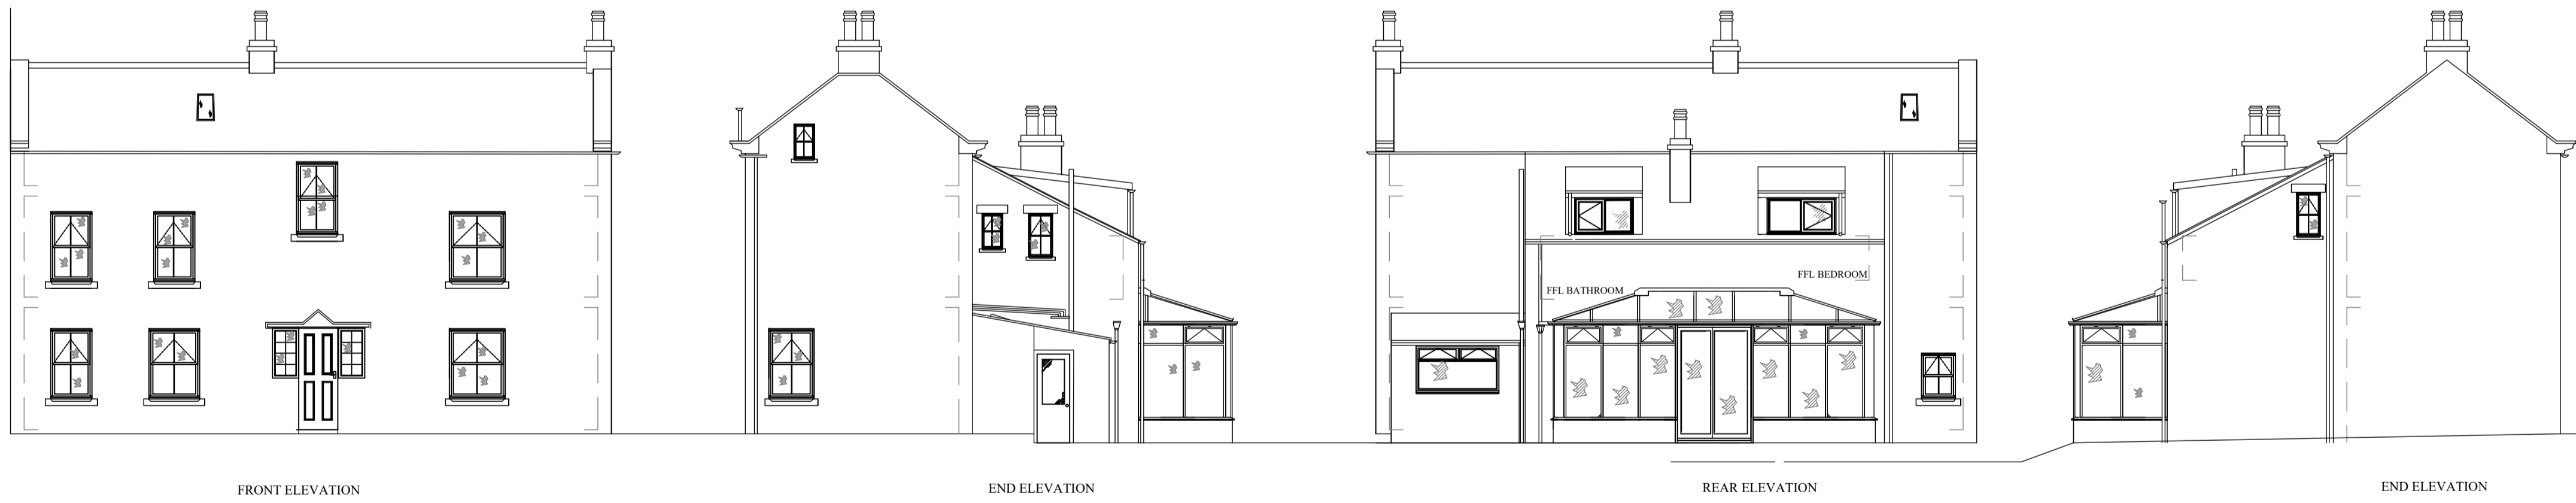 FFL BEDROOM
FFL BATHROOM
FRONT ELEVATION
END ELEVATION
REAR ELEVATION
END ELEVATION